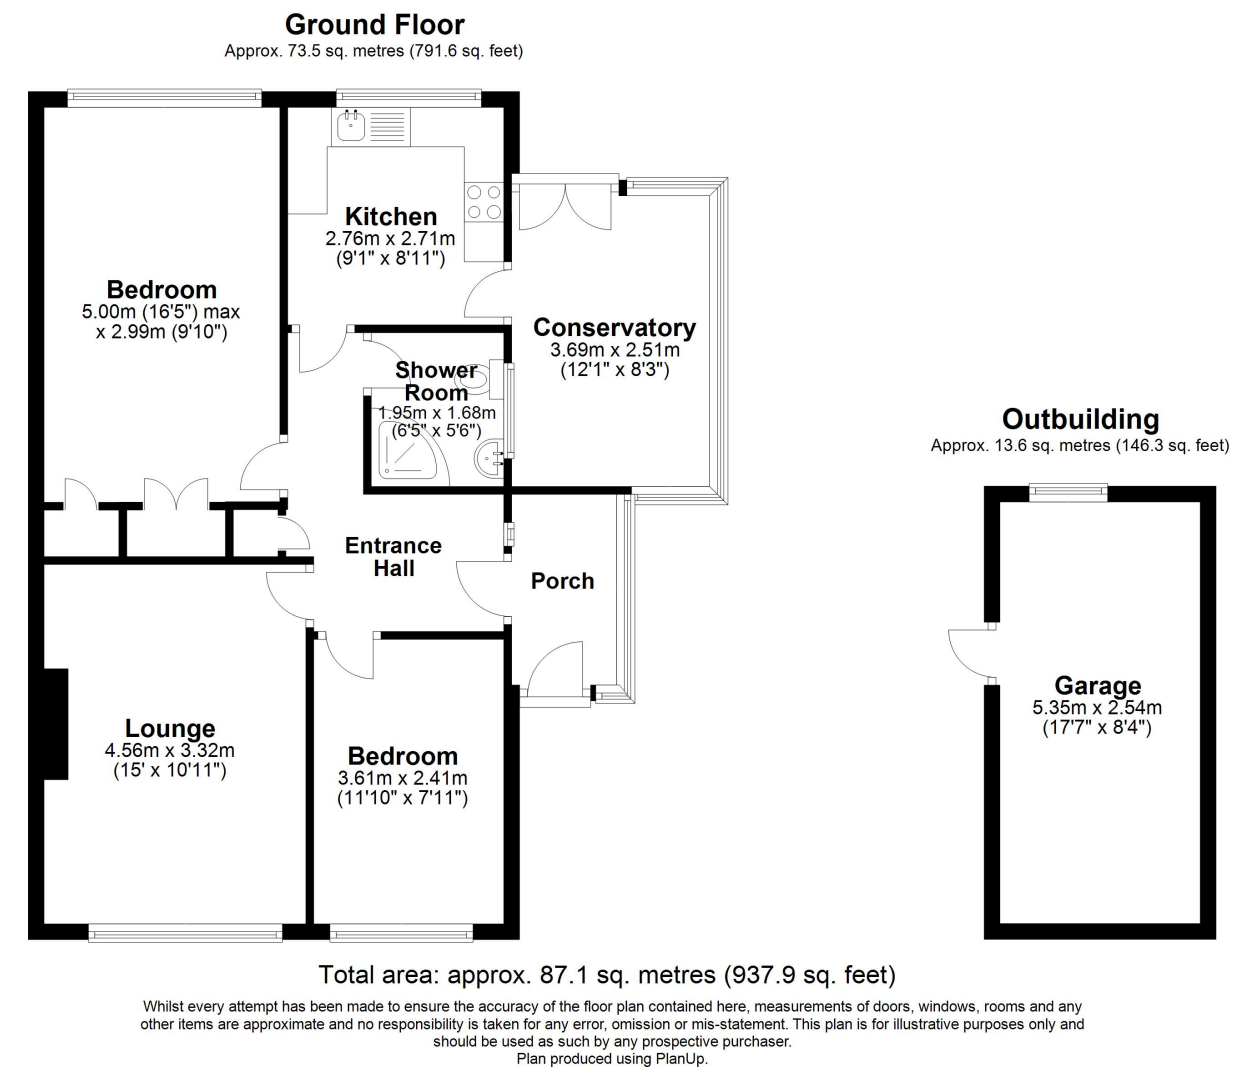 Ground Floor
Approx. 73.5 sq. metres (791.6 sq. feet)
Kitchen
2.76m x 2.71m
(9'1" x 8'11")
Bedroom
5.00m (16'5") max
x 2.99m (9'10")
Conservatory
3.69m x 2.51m
(12'1" x 8'3")
Shower
Room
1.95m x 1.68m
(6'5" x 5'6")
Outbuilding
Approx. 13.6 sq. metres (146.3 sq. feet)
Entrance
Hall
Porch
Garage
5.35m x 2.54m
(17'7" x 8'4")
Lounge
4.56m x 3.32m
(15' x 10'11")
Bedroom
3.61m x 2.41m
(11'10" x 7'11")
Total area: approx. 87.1 sq. metres (937.9 sq. feet)
Whilst every attempt has been made to ensure the accuracy of the floor plan contained here, measurements of doors, windows, rooms and any
other items are approximate and no responsibility is taken for any error, omission or mis-statement. This plan is for illustrative purposes only and
should be used as such by any prospective purchaser.
Plan produced using PlanUp.